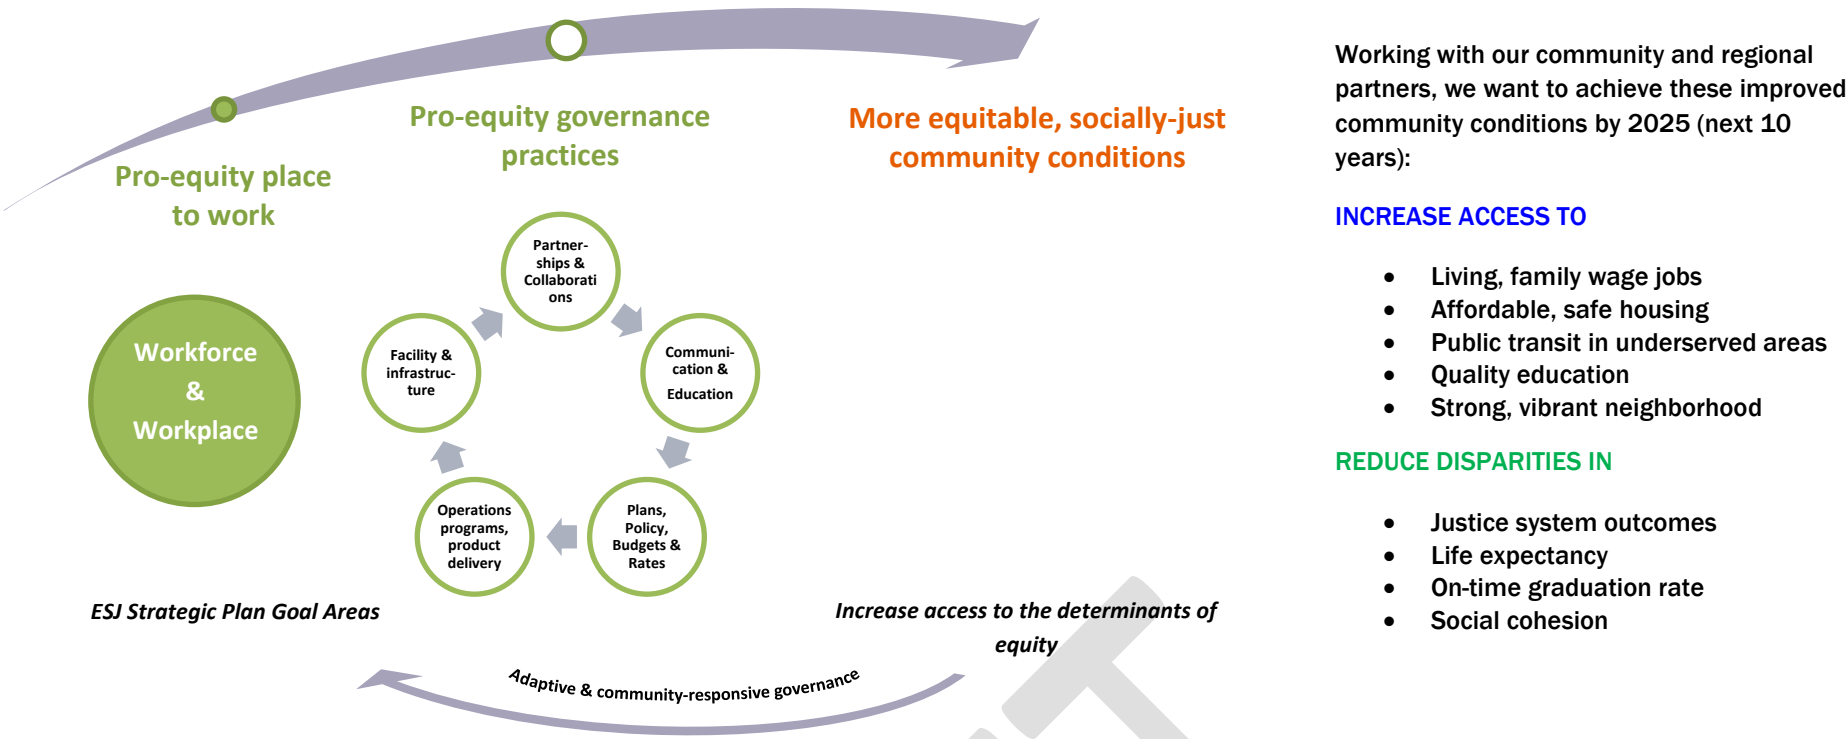 Pro-equity place
to work
Pro-equity governance
practices
More equitable, socially-just
community conditions
Workforce
&
Workplace
Partner-
ships &
Collaborati
ons
Communi-
cation &
Education
Plans,
Policy,
Budgets &
Rates
Operations
programs,
product
delivery
Facility &
infrastruc-
ture
ESJ Strategic Plan Goal Areas
Increase access to the determinants of
equity
Adaptive & community-responsive governance
Working with our community and regional
partners, we want to achieve these improved
community conditions by 2025 (next 10
years):
INCREASE ACCESS TO
• Living, family wage jobs
• Affordable, safe housing
• Public transit in underserved areas
• Quality education
• Strong, vibrant neighborhood
REDUCE DISPARITIES IN
• Justice system outcomes
• Life expectancy
• On-time graduation rate
• Social cohesion